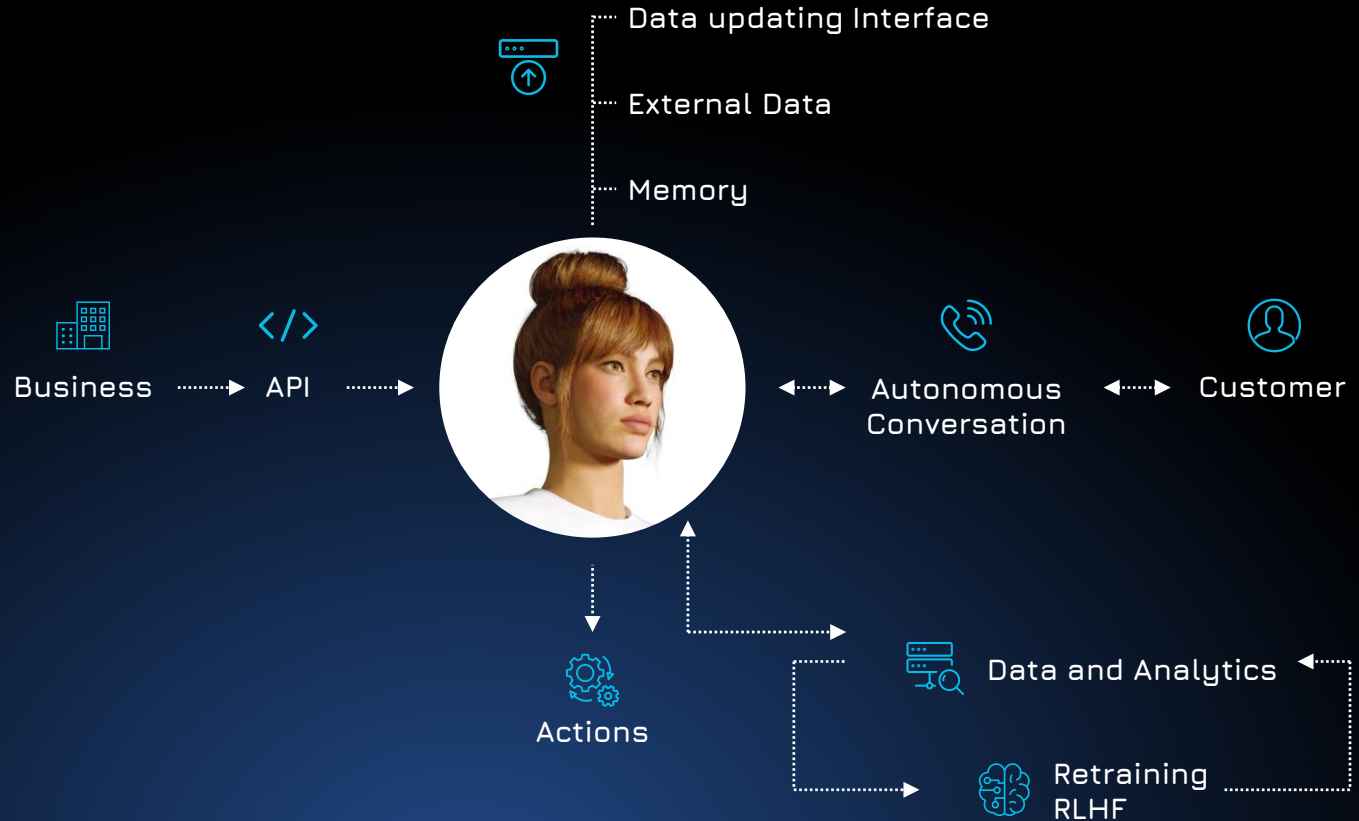 Data updating Interface
External Data
Memory
Business
API
Autonomous
Conversation
Customer
Actions
Data and Analytics
Retraining
RLHF